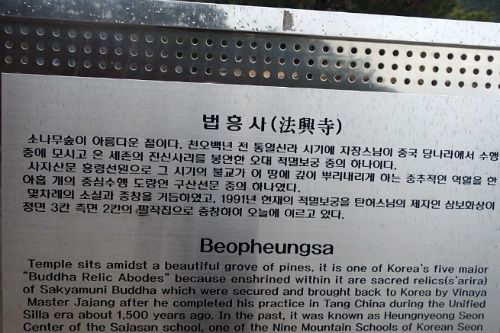 법흥사(法興寺)
소나무숲이 아름다운 절이다. 천오백년 전 통일신라 시기에 자장스님이 중국 당나라에서 수행
중에 모시고 온 세존의 진신사리를 봉안한 오대 적멸보궁 중의 하나이다.
사자산문 흥령선원으로 그 시기의 불교가 이 땅에 깊이 뿌리내리게 하는 중추적인 역할을 한
아홉 개의 중심수행 도량인 구산선문 중의 하나였다.
몇차례의 소실과 중창을 거듭하였고, 1991년 현재의 적멸보궁을 탄허스님의 제자인 삼보화상이
정면 3칸 측면 2칸의 팔작집으로 중창하여 오늘에 이르고 있다.
Beopheungsa
Temple sits amidst a beautiful grove of pines. it is one of Korea's five major
"Buddha Relic Abodes" because enshrined within it are sacred relics(s'arira)
of Sakyamuni Buddha which were secured and brought back to Korea by Vinaya
Master Jajang after he completed his practice in Tang China during the Unified
Silla era about 1,500 years ago. In the past, it was known as Heungnyeong Seon
Center of the Sajasan school, one of the Nine Mountain Schools of Korean Seon